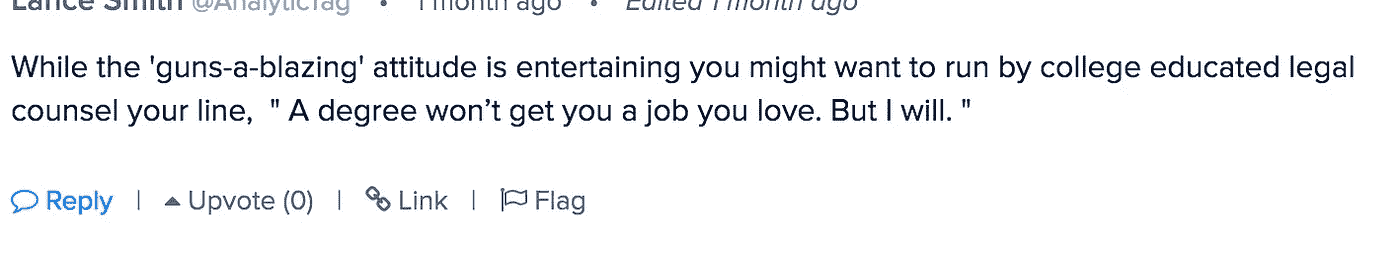 Lance Smith @AnalyticTag • 1 month ago • Edited 1 month ago
While the 'guns-a-blazing' attitude is entertaining you might want to run by college educated legal
counsel your line,  " A degree won’t get you a job you love. But I will. "
Reply | Upvote (0) | Link | Flag